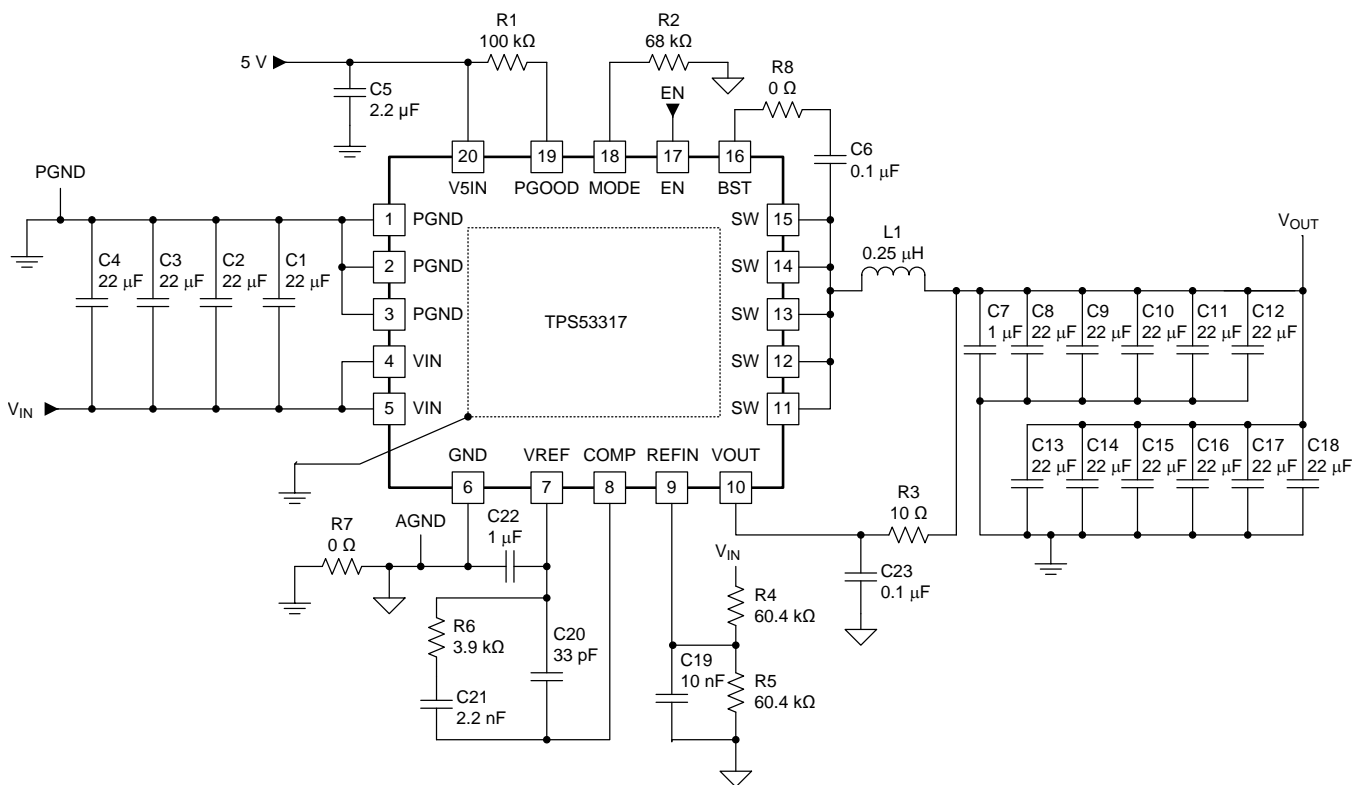 R1
100 kΩ
R2
68 kΩ
5 V
C5
2.2 µF
EN
R8
0 Ω
C6
0.1 µF
20
19
18
17
16
V5IN
PGOOD
MODE
EN
BST
PGND
1
PGND
2
PGND
3
PGND
4
VIN
5
VIN
VIN
C4
22 µF
C3
22 µF
C2
22 µF
C1
22 µF
TPS53317
SW
15
SW
14
SW
13
SW
12
SW
11
L1
0.25 µH
VOUT
C7
1 µF
C8
22 µF
C9
22 µF
C10
22 µF
C11
22 µF
C12
22 µF
C13
22 µF
C14
22 µF
C15
22 µF
C16
22 µF
C17
22 µF
C18
22 µF
GND
VREF
COMP
REFIN
VOUT
6
7
8
9
10
R3
10 Ω
C23
0.1 µF
AGND
C22
1 µF
R7
0 Ω
R6
3.9 kΩ
C21
2.2 nF
C20
33 pF
VIN
R4
60.4 kΩ
C19
10 nF
R5
60.4 kΩ